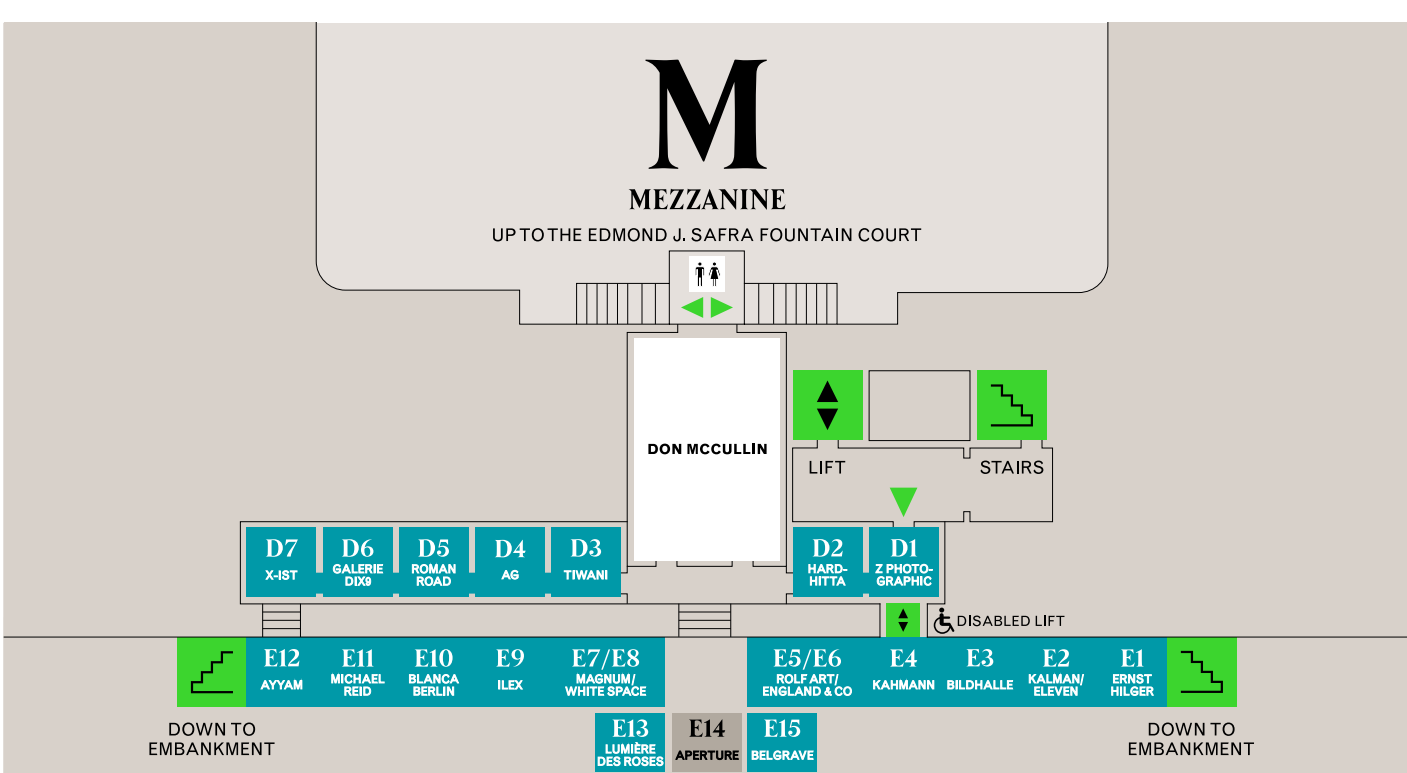 M
MEZZANINE
UP TO THE EDMOND J. SAFRA FOUNTAIN COURT
DON MCCULLIN
LIFT
STAIRS
D7
X-IST
D6
GALERIE
DIX9
D5
ROMAN
ROAD
D4
AG
D3
TIWANI
D2
HARD-
HITTA
D1
Z PHOTO-
GRAPHIC
DISABLED LIFT
E12
AYYAM
E11
MICHAEL
REID
E10
BLANCA
BERLIN
E9
ILEX
E7/E8
MAGNUM/
WHITE SPACE
E5/E6
ROLF ART/
ENGLAND & CO
E4
KAHMANN
E3
BILDHALLE
E2
KALMAN/
ELEVEN
E1
ERNST
HILGER
DOWN TO
EMBANKMENT
E13
LUMIÈRE
DES ROSES
E14
APERTURE
E15
BELGRAVE
DOWN TO
EMBANKMENT